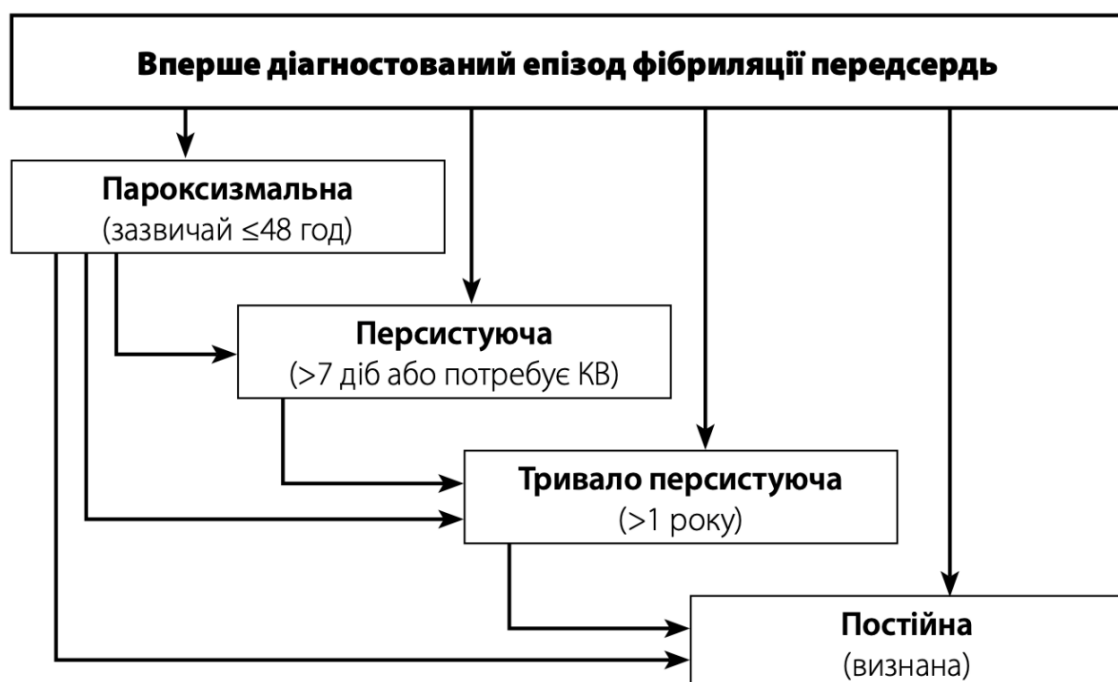 Вперше діагностований епізод фібриляції передсердь
Пароксизмальна
(зазвичай ≤48 год)
Персистуюча
(>7 діб або потребує КВ)
Тривало персистуюча
(>1 року)
Постійна
(визнана)